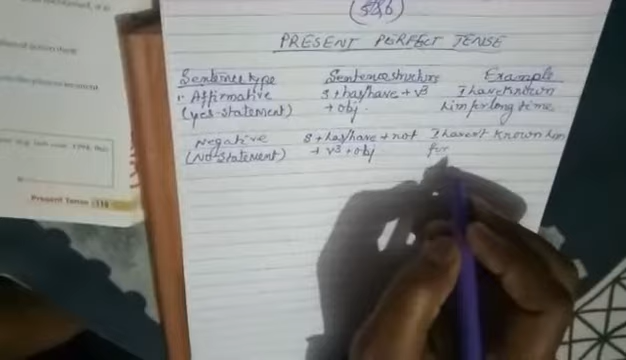 PRESENT PERFECT TENSE
Sentence type Sentence structure Example
1. Affirmative S + has/have + v3 I have known
(yes-statement) + obj. him for long time
Negative S + has/have + not I haven't known him
(No-statement) + v3 + obj for
Present Tense 119